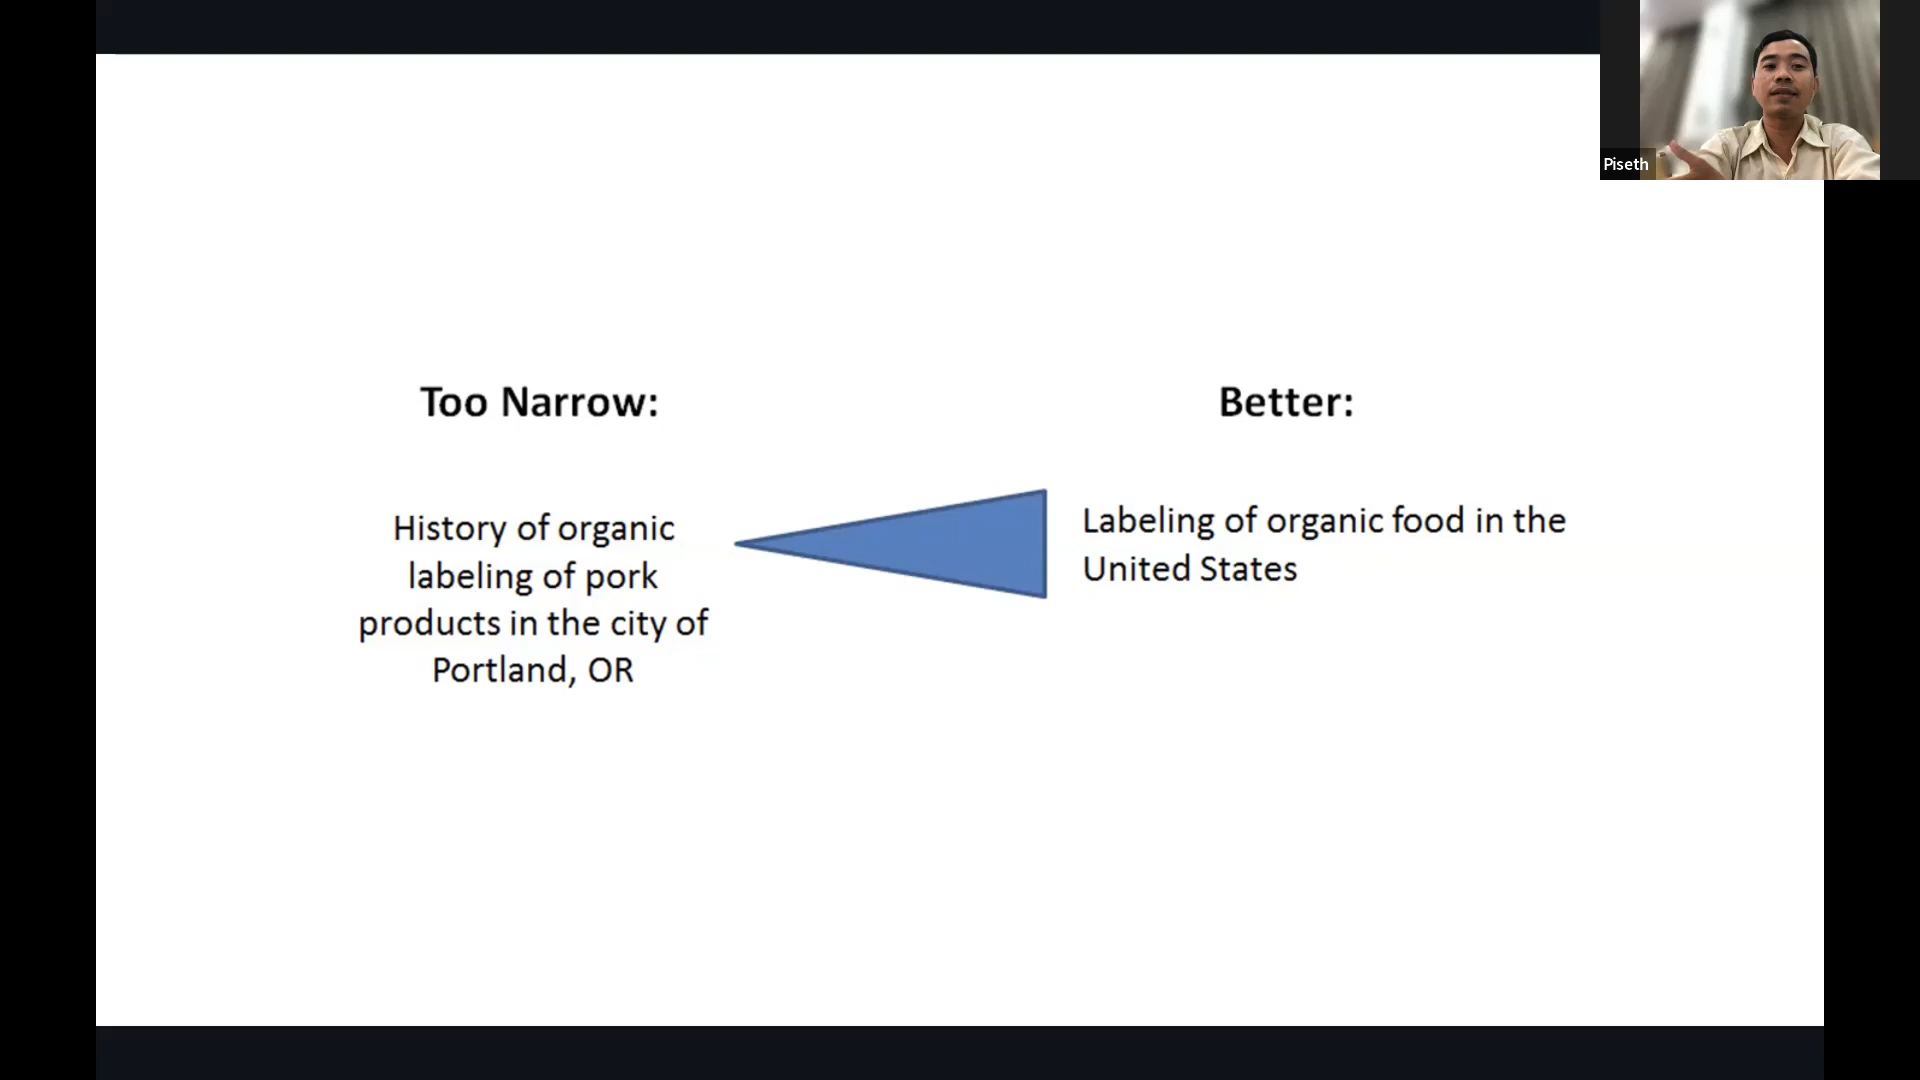 Piseth
Too Narrow:
History of organic
labeling of pork
products in the city of
Portland, OR
Better:
Labeling of organic food in the
United States